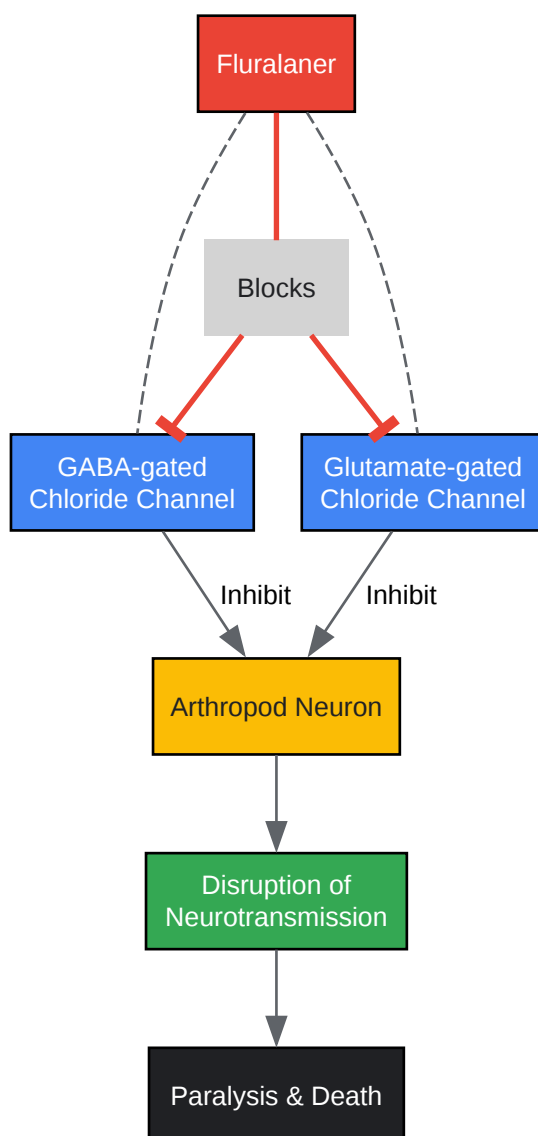 Fluralaner
Blocks
GABA-gated
Chloride Channel
Glutamate-gated
Chloride Channel
Inhibit
Inhibit
Arthropod Neuron
Disruption of
Neurotransmission
Paralysis & Death